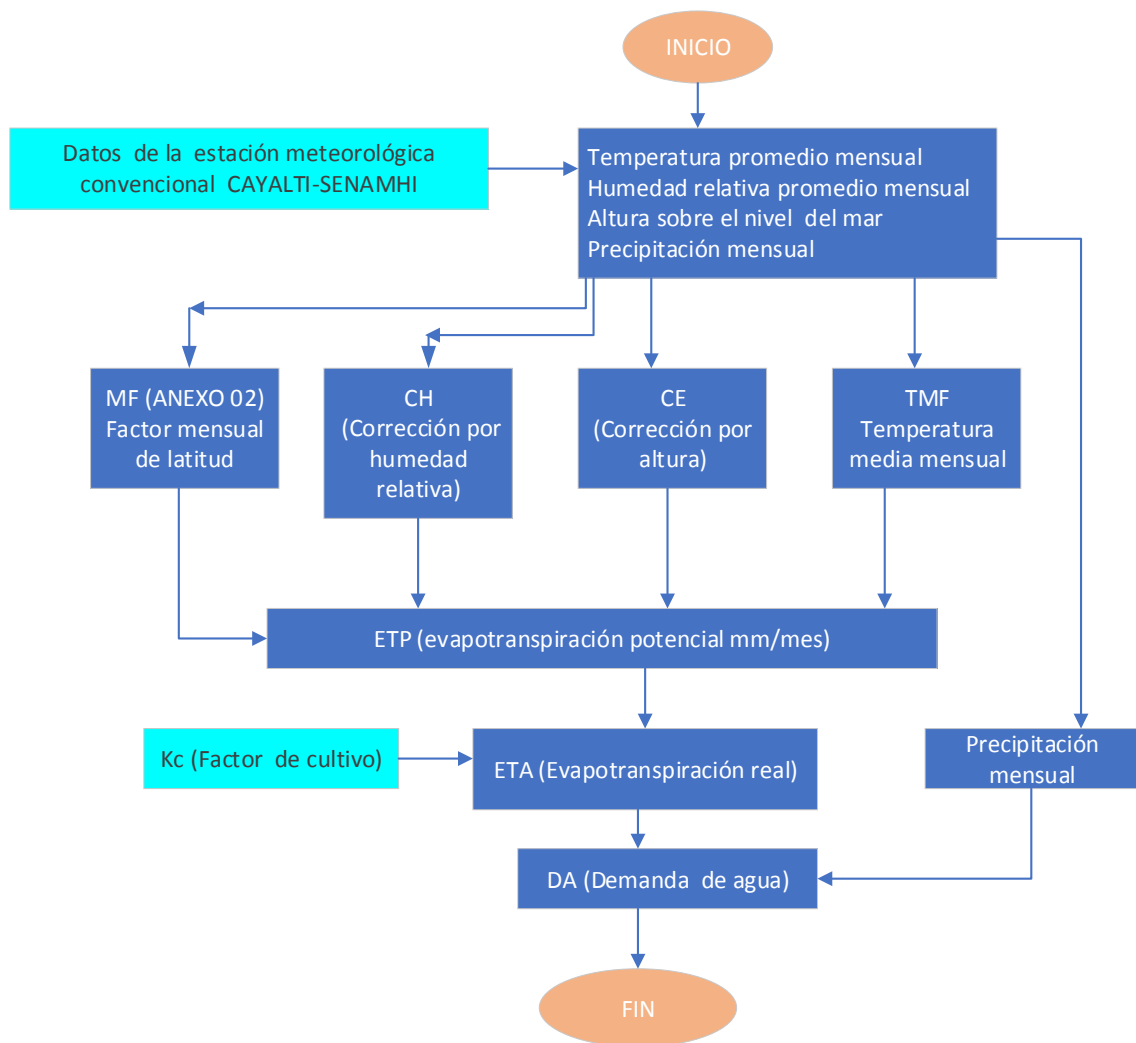 INICIO
Datos de la estación meteorológica
convencional CAYALTI-SENAMHI
Temperatura promedio mensual
Humedad relativa promedio mensual
Altura sobre el nivel del mar
Precipitación mensual
MF (ANEXO 02)
Factor mensual
de latitud
CH
(Corrección por
humedad
relativa)
CE
(Corrección por
altura)
TMF
Temperatura
media mensual
ETP (evapotranspiración potencial mm/mes)
Kc (Factor de cultivo)
ETA (Evapotranspiración real)
Precipitación
mensual
DA (Demanda de agua)
FIN